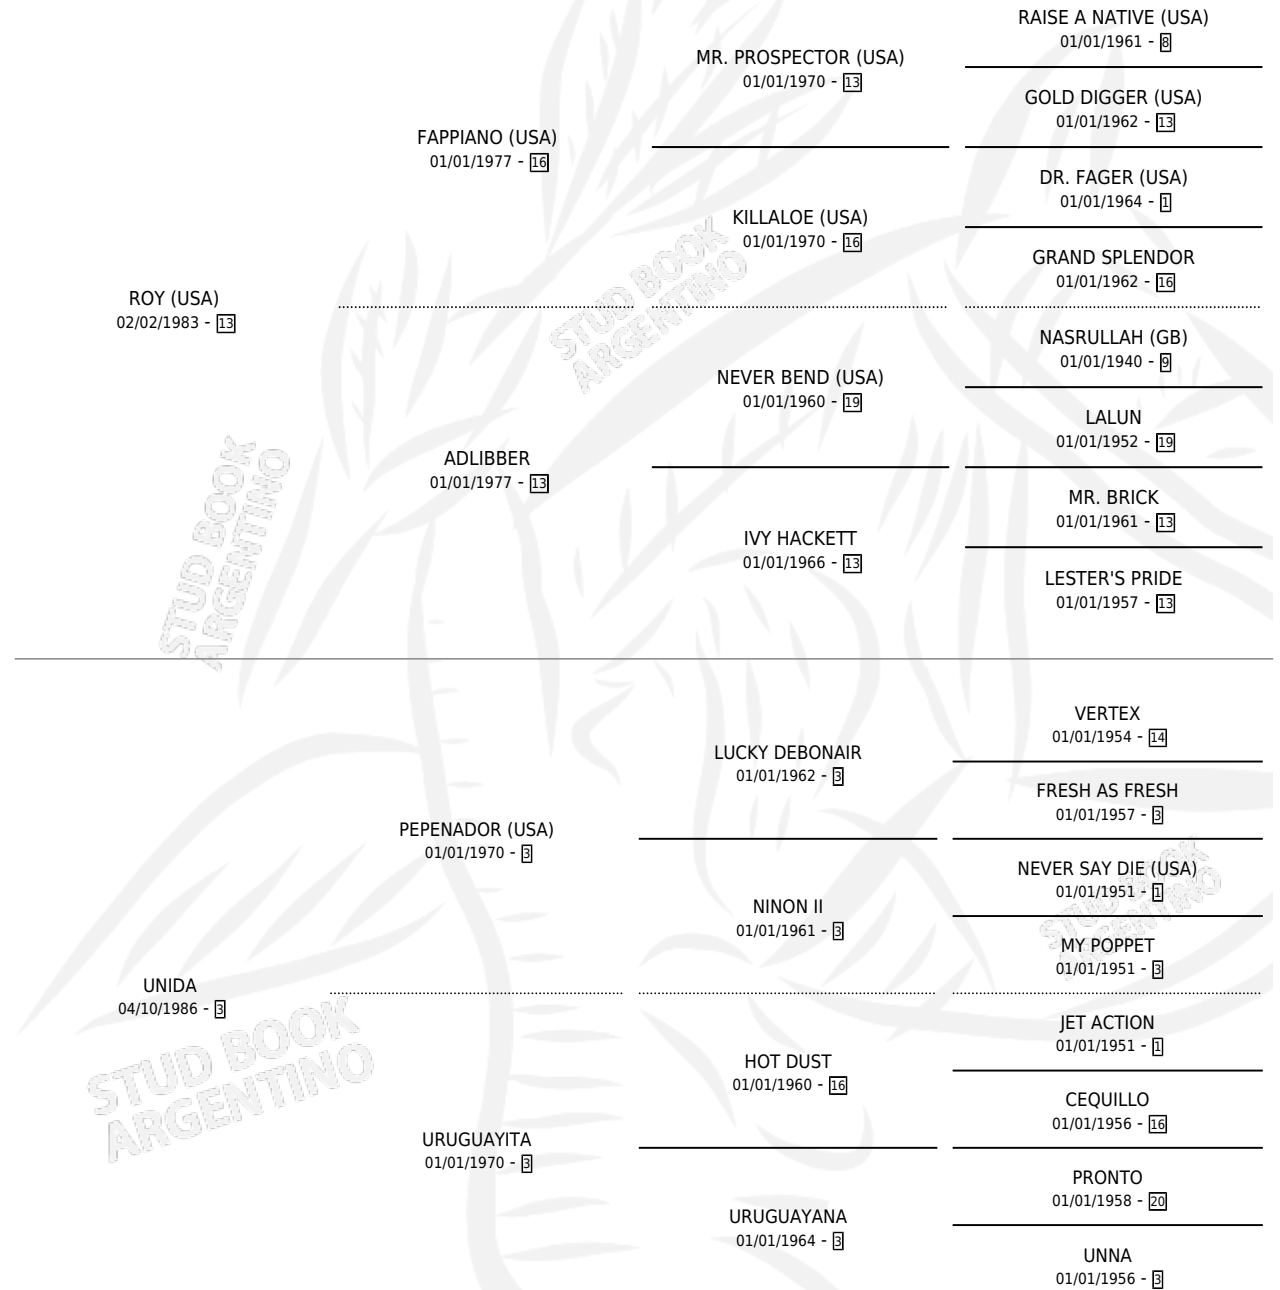 RAISE A NATIVE (USA)
01/01/1961 - 8
MR. PROSPECTOR (USA)
01/01/1970 - 13
GOLD DIGGER (USA)
01/01/1962 - 13
FAPPIANO (USA)
01/01/1977 - 16
DR. FAGER (USA)
01/01/1964 - 1
KILLALOE (USA)
01/01/1970 - 16
GRAND SPLENDOR
01/01/1962 - 16
ROY (USA)
02/02/1983 - 13
STUD BOOK
ARGENTINO
NASRULLAH (GB)
01/01/1940 - 9
NEVER BEND (USA)
01/01/1960 - 19
LALUN
01/01/1952 - 19
ADLIBBER
01/01/1977 - 13
MR. BRICK
01/01/1961 - 13
IVY HACKETT
01/01/1966 - 13
LESTER'S PRIDE
01/01/1957 - 13
STUD BOOK
ARGENTINO
VERTEX
01/01/1954 - 14
LUCKY DEBONAIR
01/01/1962 - 3
FRESH AS FRESH
01/01/1957 - 3
PEPENADOR (USA)
01/01/1970 - 3
NEVER SAY DIE (USA)
01/01/1951 - 1
NINON II
01/01/1961 - 3
STUD BOOK
ARGENTINO
MY POPPET
01/01/1951 - 3
UNIDA
04/10/1986 - 3
STUD BOOK
ARGENTINO
JET ACTION
01/01/1951 - 1
HOT DUST
01/01/1960 - 16
CEQUILLO
01/01/1956 - 16
URUGUAYITA
01/01/1970 - 3
PRONTO
01/01/1958 - 20
URUGUAYANA
01/01/1964 - 3
UNNA
01/01/1956 - 3